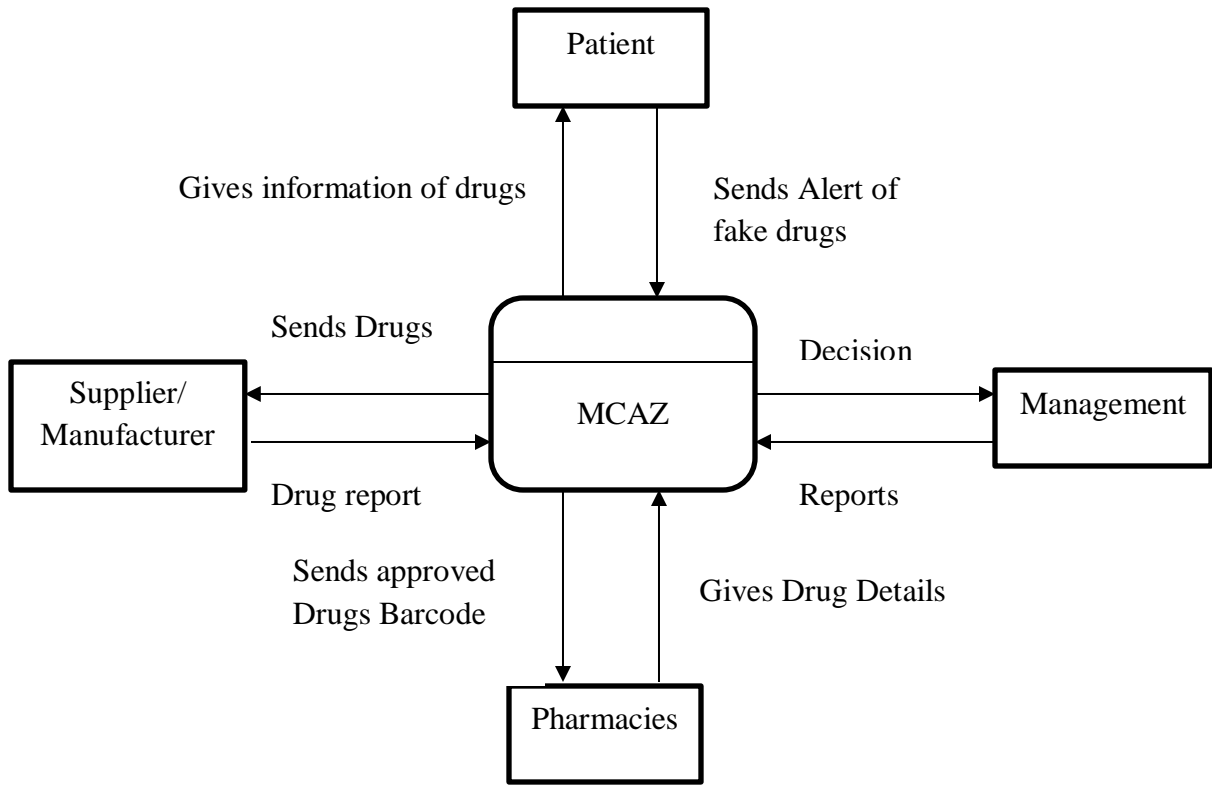 Patient
Gives information of drugs
Sends Alert of
fake drugs
Sends Drugs
Decision
Supplier/
Manufacturer
MCAZ
Management
Drug report
Reports
Sends approved
Drugs Barcode
Gives Drug Details
Pharmacies